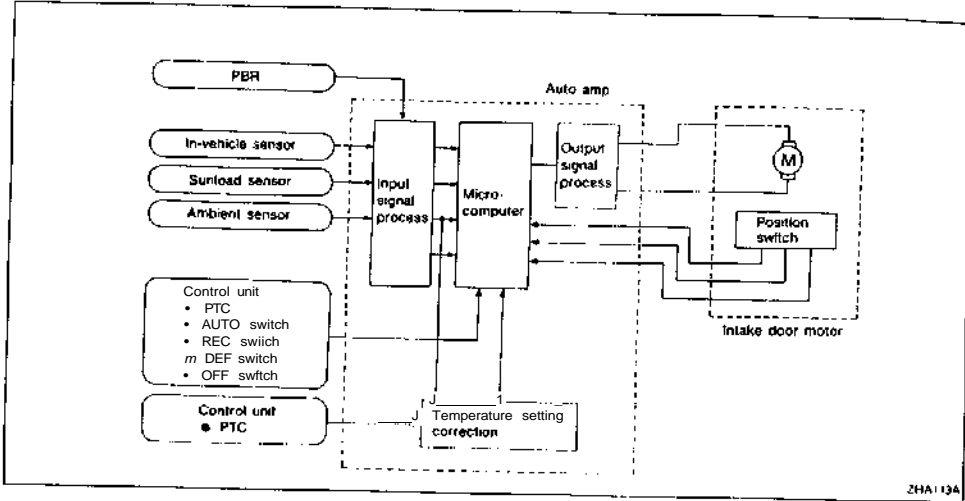 PBR
Auto amp
In-vehicle sensor
Sunload sensor
Ambient sensor
Input
signal
process
Micro-
computer
Output
signal
process
M
Position
switch
Intake door motor
Control unit
• PTC
• AUTO switch
• REC swiich
m DEF switch
• OFF swftch
Control unit
● PTC
Temperature setting
correction
ZHA113A